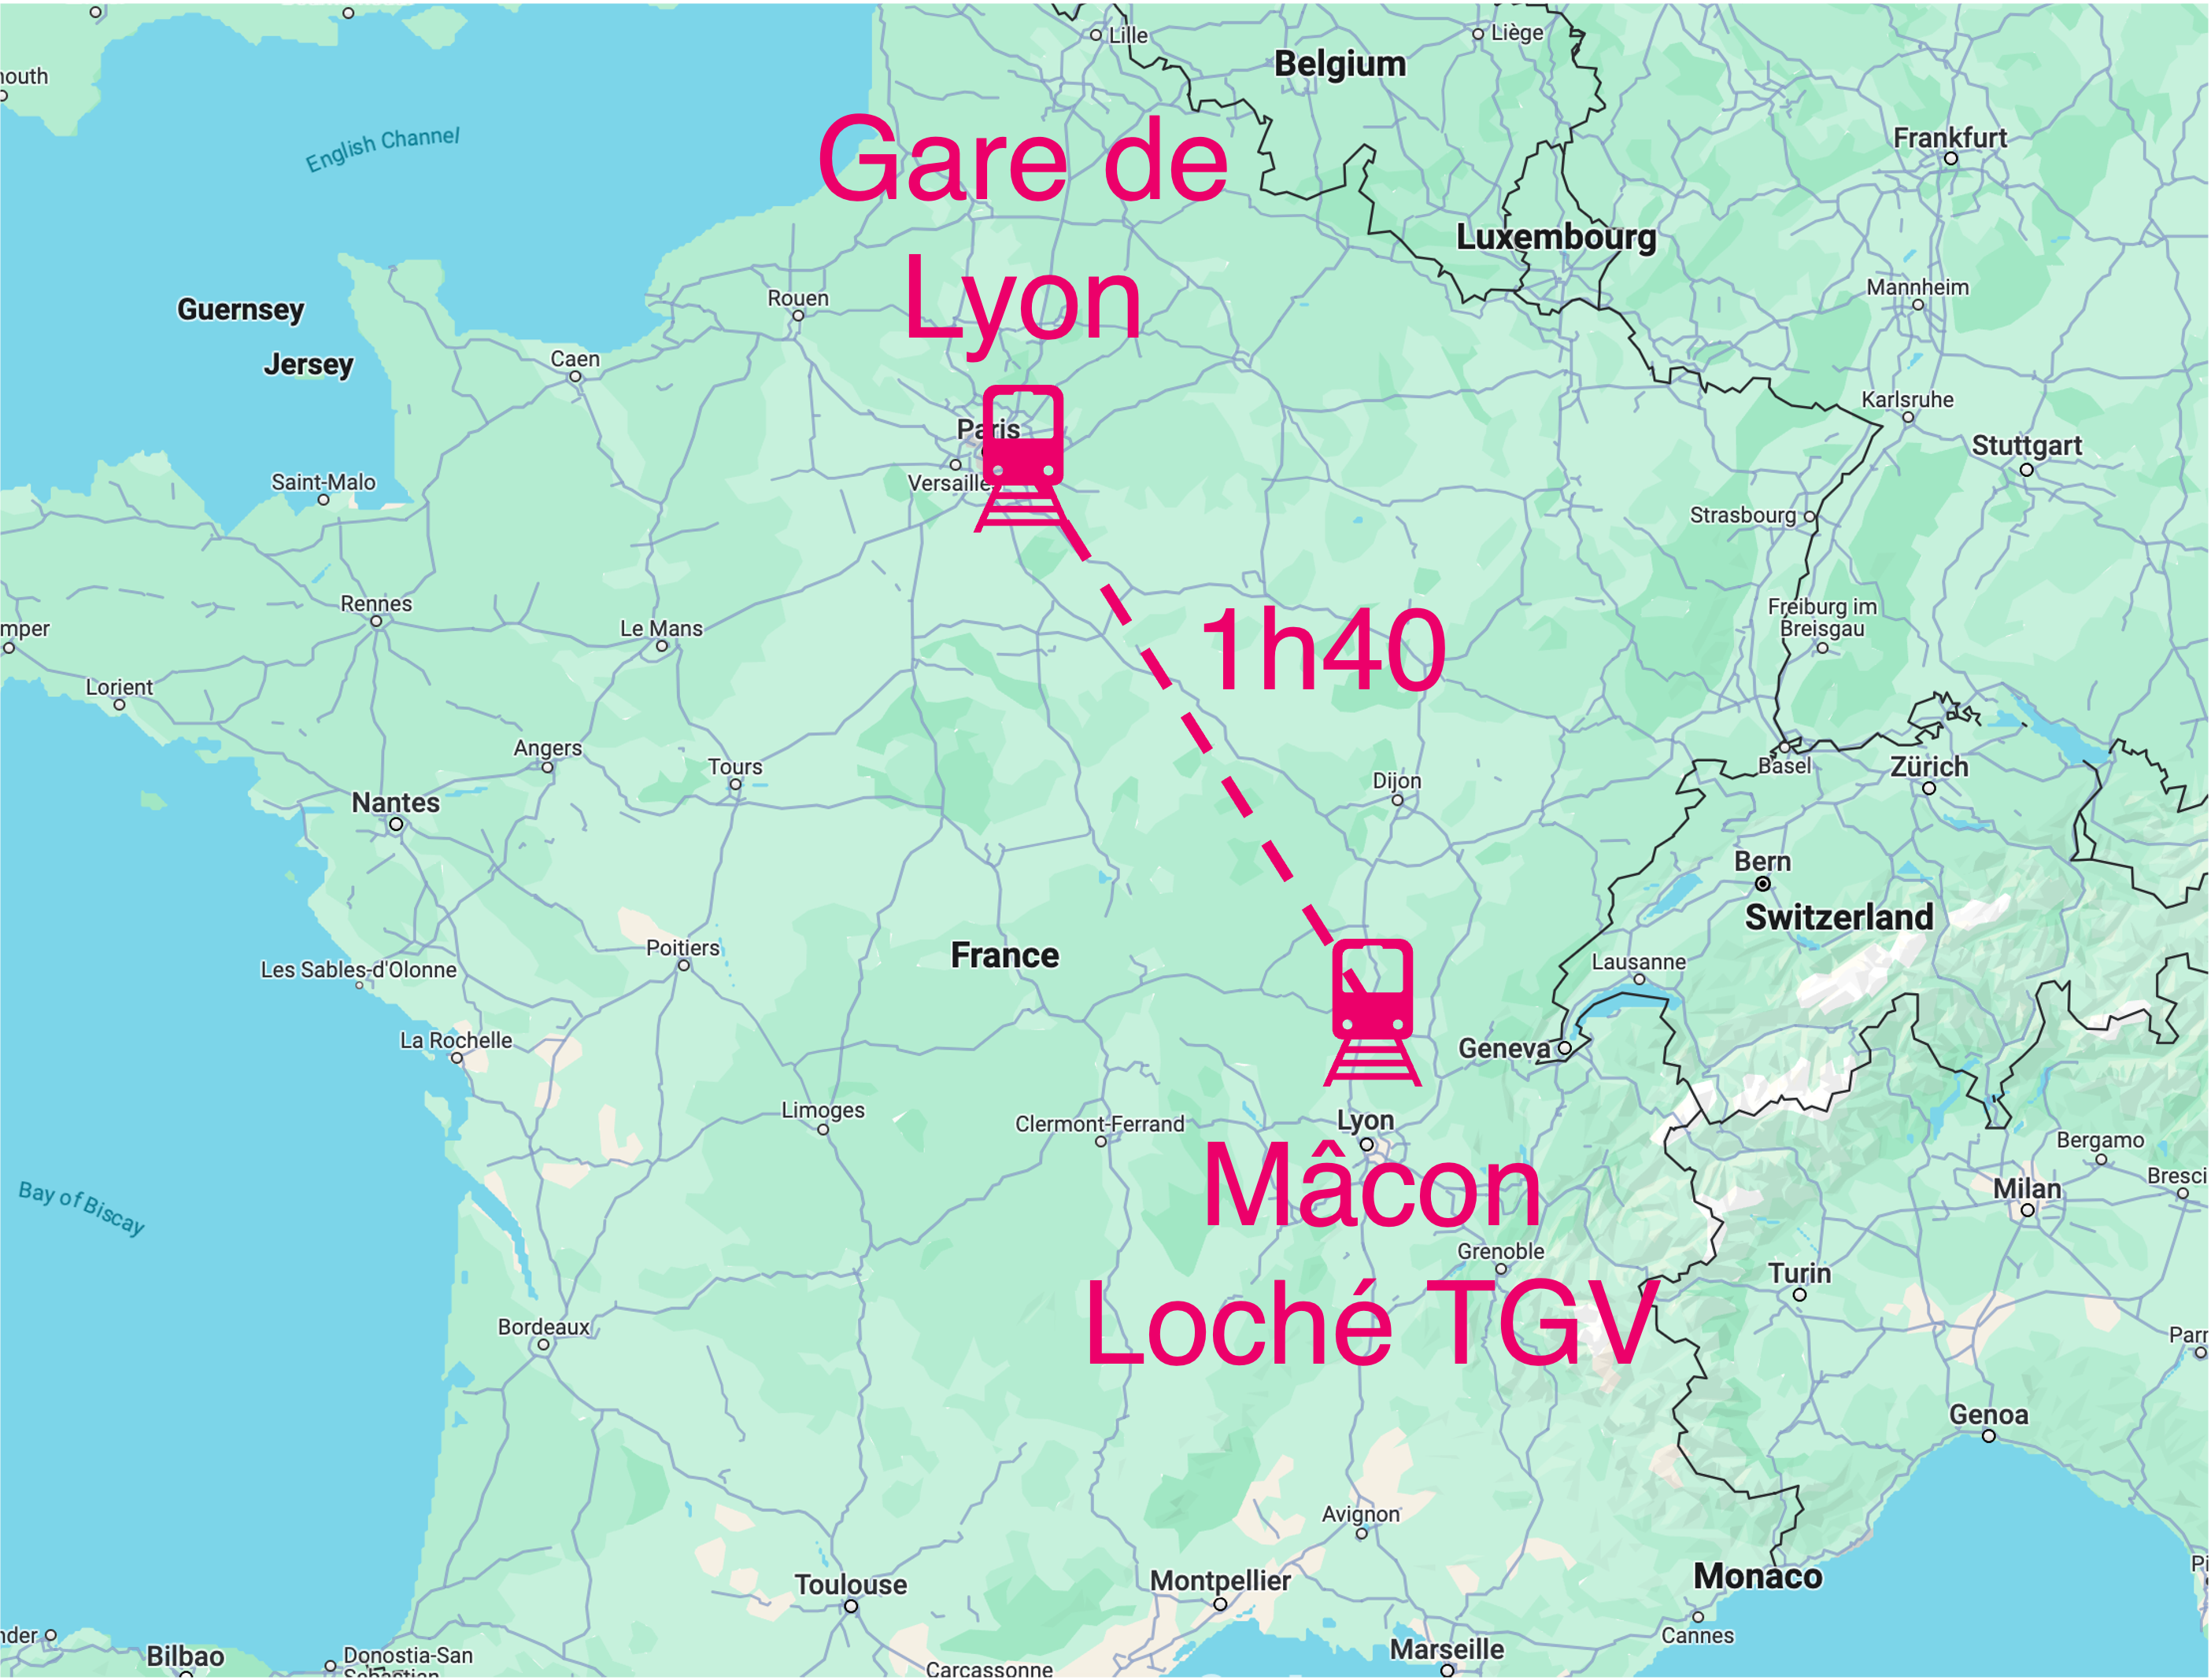 Lille
Liège
Belgium
outh
English Channel
Gare de
Lyon
Frankfurt
Luxembourg
Mannheim
Guernsey
Jersey
Rouen
Caen
Karlsruhe
Paris
Stuttgart
Versaille
Saint-Malo
Strasbourg
1h40
Rennes
Le Mans
mper
Freiburg im
Breisgau
Lorient
Angers
Tours
Dijon
Basel
Zürich
Nantes
Bern
Switzerland
Poitiers
France
Les Sables-d'Olonne
Lausanne
La Rochelle
Geneva
Limoges
Clermont-Ferrand
Lyon
Mâcon
Loché TGV
Bergamo
Bresci
Milan
Bay of Biscay
Grenoble
Turin
Bordeaux
Parr
Genoa
Avignon
Toulouse
Montpellier
Monaco
Pi
nder
Bilbao
Donostia-San
Sebastian
Carcassonne
Marseille
Cannes